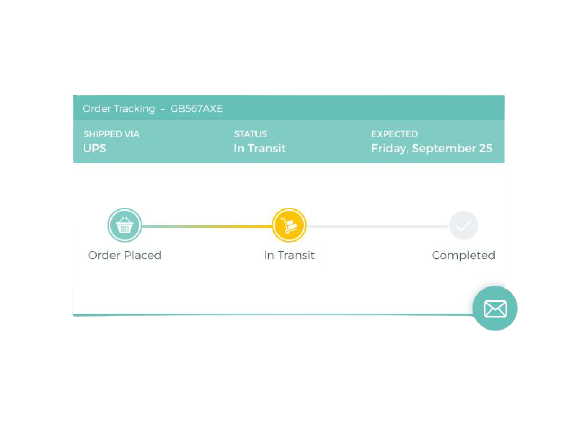 Order Tracking – GB567AXE
SHIPPED VIA
UPS
STATUS
In Transit
EXPECTED
Friday, September 25
Order Placed
In Transit
Completed